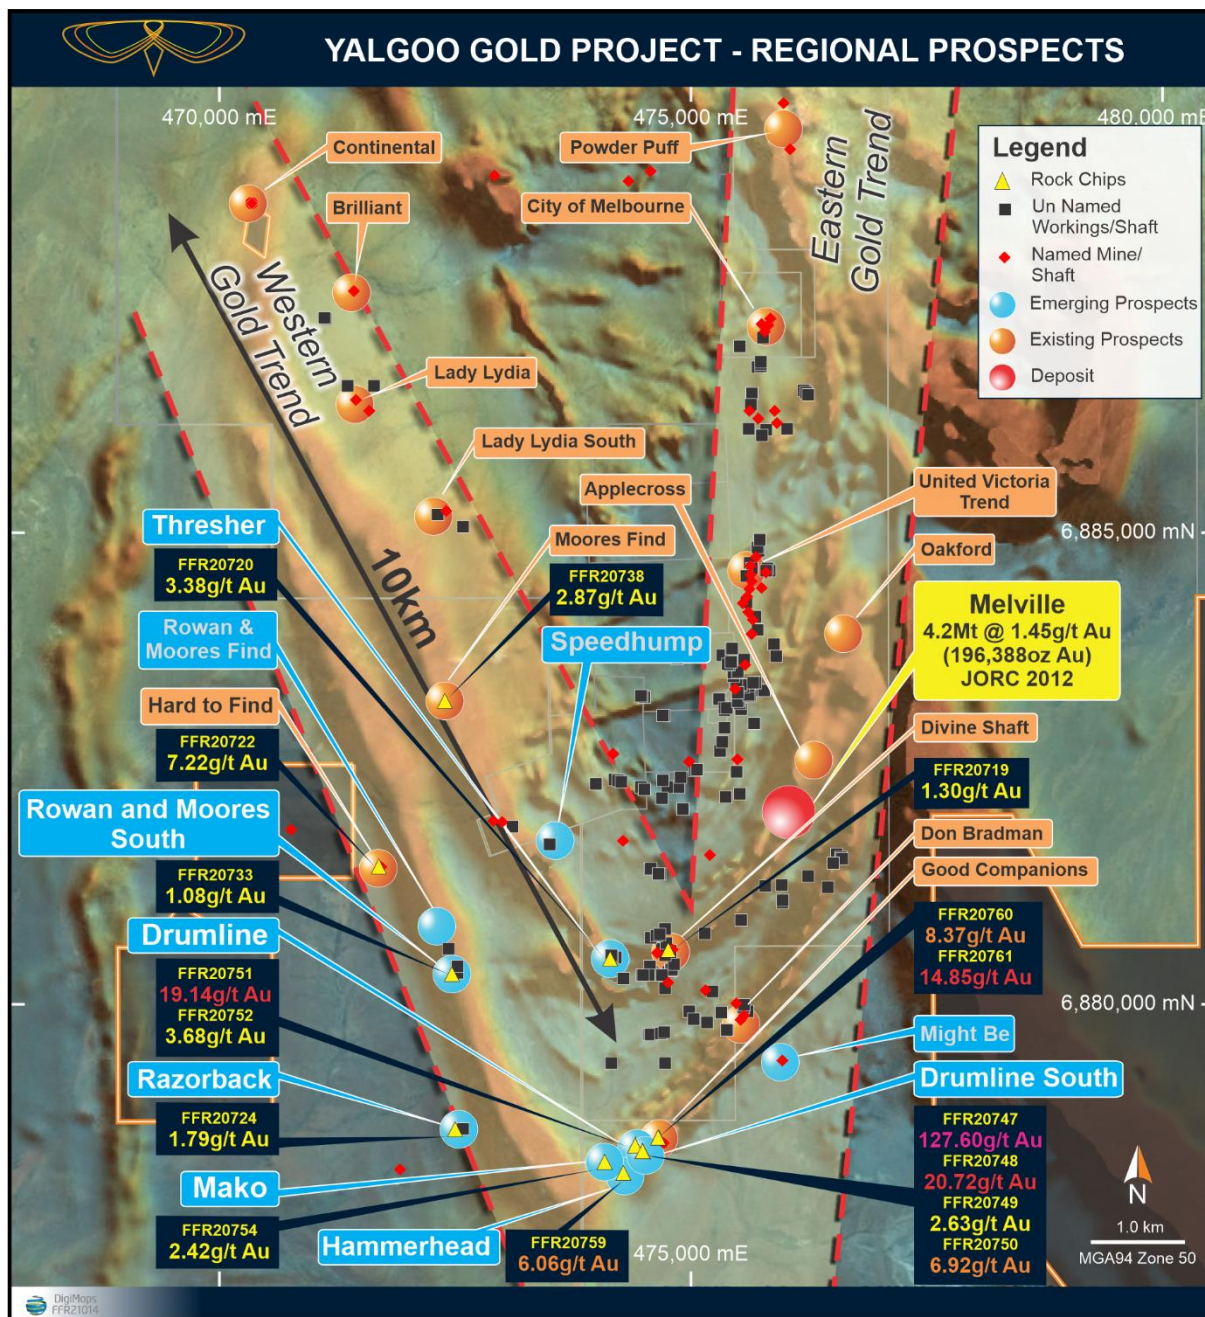 YALGOO GOLD PROJECT - REGIONAL PROSPECTS
470,000 mE
475,000 mE
480,000 mE
Continental
Powder Puff
Brilliant
City of Melbourne
Eastern
Gold Trend
Legend
Rock Chips
Un Named
Workings/Shaft
Named Mine/
Shaft
Emerging Prospects
Existing Prospects
Deposit
Western
Gold Trend
Lady Lydia
Lady Lydia South
Applecross
United Victoria
Trend
Thresher
Moores Find
Oakford
6,885,000 mN
FFR20720
3.38g/t Au
10km
FFR20738
2.87g/t Au
Rowan &
Moores Find
Speedhump
Melville
4.2Mt @ 1.45g/t Au
(196,388oz Au)
JORC 2012
Hard to Find
FFR20722
7.22g/t Au
Divine Shaft
FFR20719
1.30g/t Au
Rowan and Moores
South
Don Bradman
Good Companions
FFR20733
1.08g/t Au
Drumline
FFR20760
8.37g/t Au
FFR20761
14.85g/t Au
FFR20751
19.14g/t Au
FFR20752
3.68g/t Au
6,880,000 mN
Might Be
Razorback
Drumline South
FFR20724
1.79g/t Au
FFR20747
127.60g/t Au
FFR20748
20.72g/t Au
FFR20749
2.63g/t Au
FFR20750
6.92g/t Au
Mako
FFR20754
2.42g/t Au
Hammerhead
FFR20759
6.06g/t Au
475,000 mE
N
1.0 km
MGA94 Zone 50
DigiMaps
FFR21014